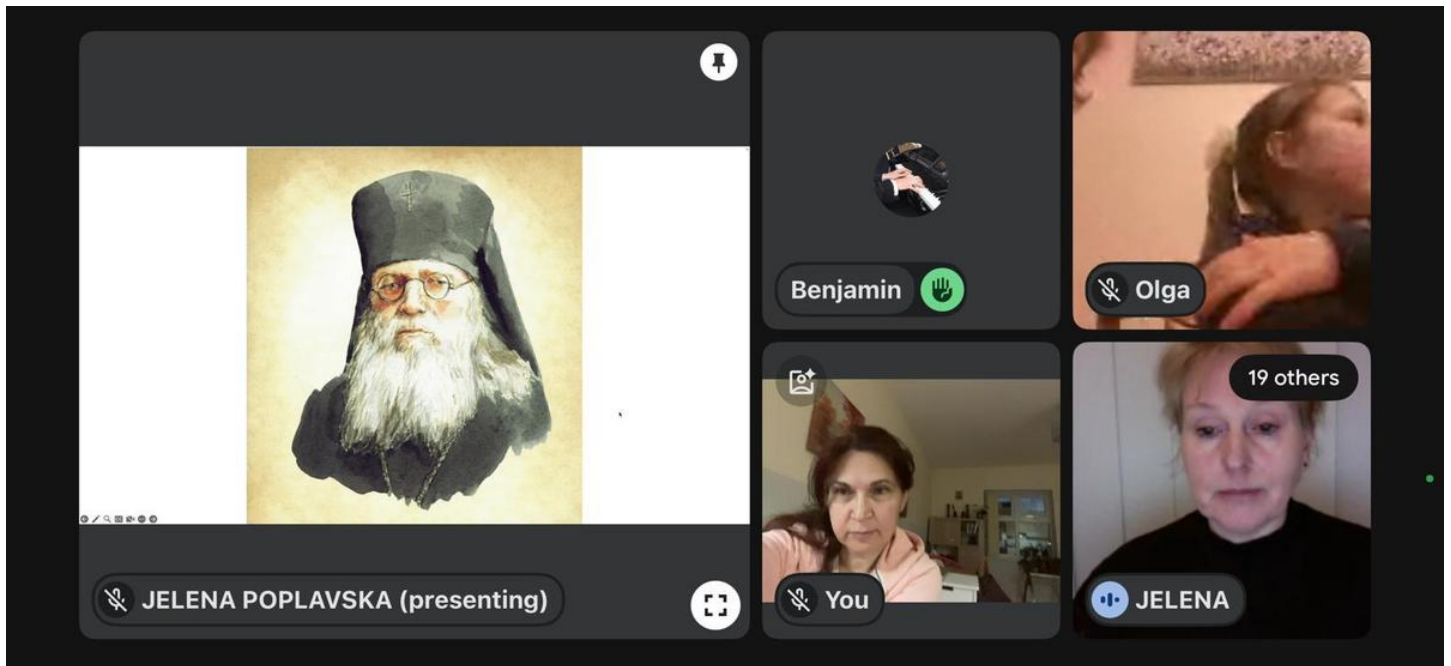 Benjamin
Olga
19 others
JELENA POPLAVSKA (presenting)
You
JELENA